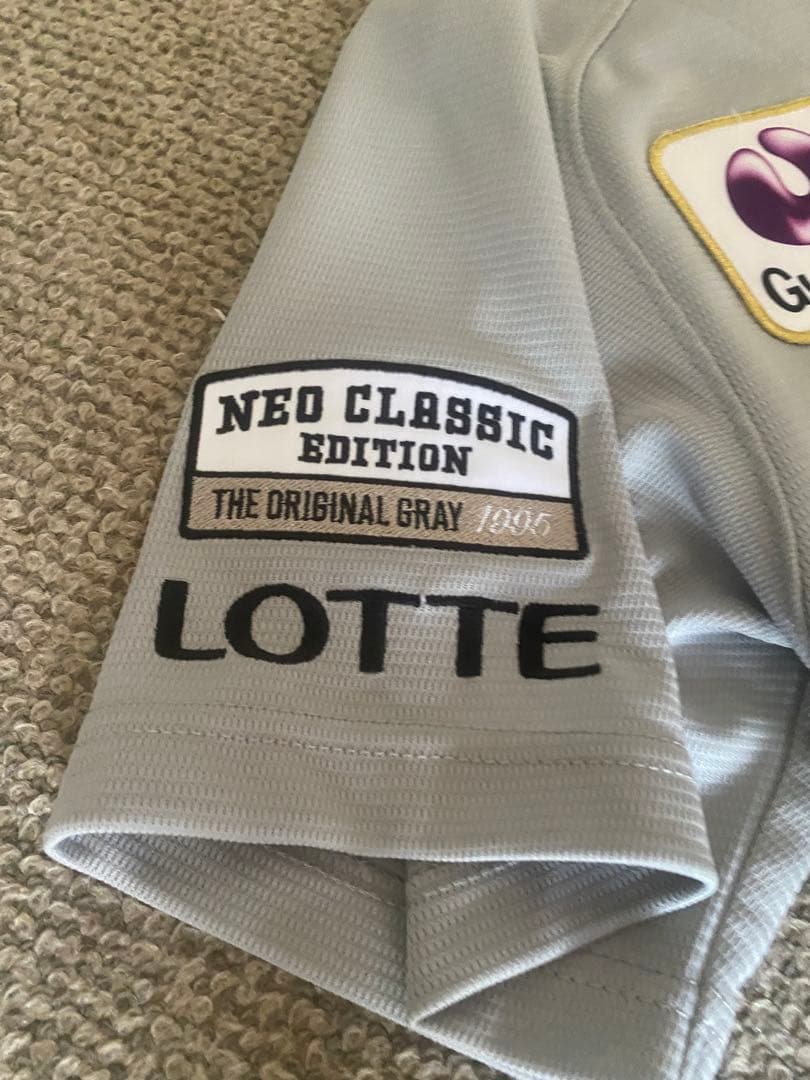 NEO CLASSIC
EDITION
THE ORIGINAL GRAY 1995
LOTTE